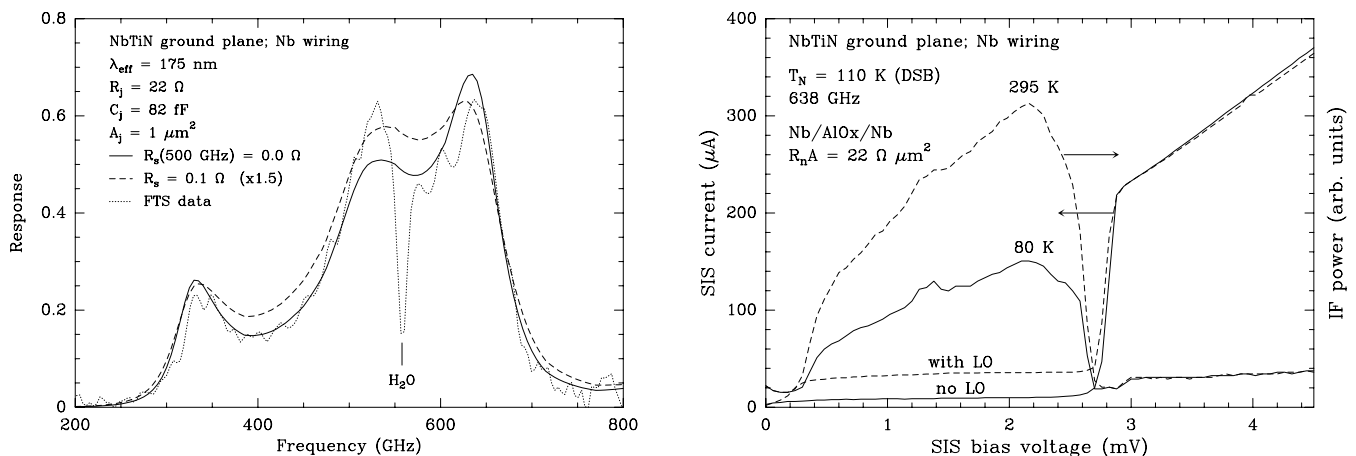 NbTiN ground plane; Nb wiring
λeff = 175 nm
Rj = 22 Ω
Cj = 82 fF
Aj = 1 μm²
Rs(500 GHz) = 0.0 Ω
Rs = 0.1 Ω (x1.5)
FTS data
H₂O
0.8
0.6
0.4
0.2
0
Response
200
400
600
800
Frequency (GHz)
NbTiN ground plane; Nb wiring
TN = 110 K (DSB)
638 GHz
Nb/AlOx/Nb
RnA = 22 Ω μm²
295 K
80 K
with LO
no LO
400
300
200
100
0
SIS current (μA)
IF power (arb. units)
0
1
2
3
4
SIS bias voltage (mV)